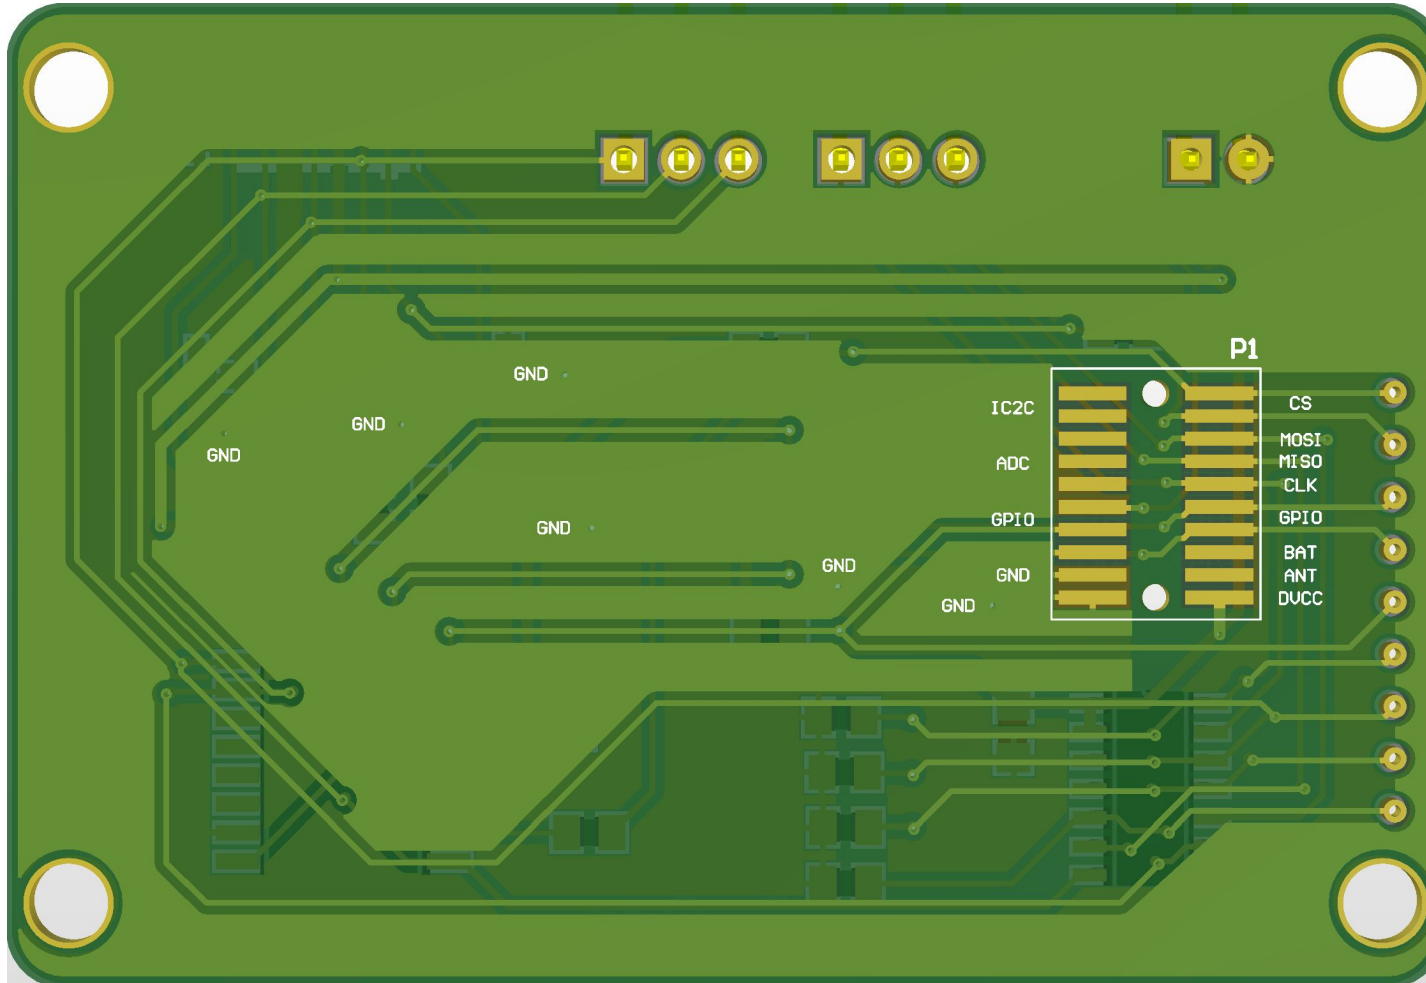 P1
GND
IC2C
CS
GND
MOSI
GND
ADC
MISO
CLK
GND
GPIO
GPIO
BAT
GND
GND
ANT
GND
DVCC